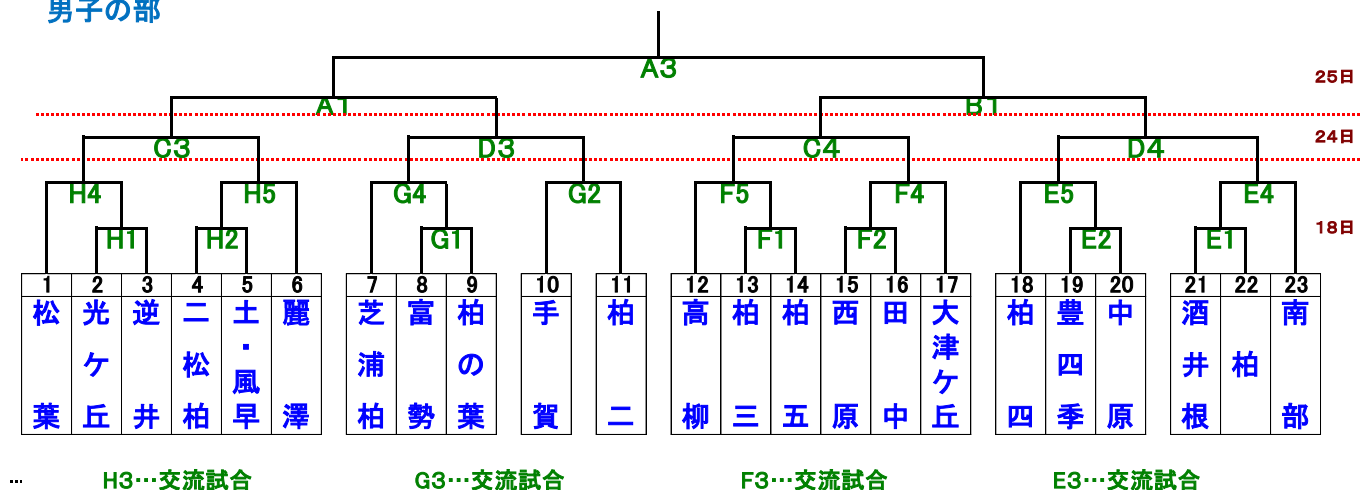 男子の部
A3
25日
A1 B1
24日
C3 D3 C4 D4
H4 H5 G4 G2 F5 F4 E5 E4
18日
H1 H2 G1 F1 F2 E2 E1
1 2 3 4 5 6 7 8 9 10 11 12 13 14 15 16 17 18 19 20 21 22 23
松葉 光ケ丘 逆井 二松柏 土・風早 麗澤 芝浦柏 富勢 柏の葉 手賀 柏二 高柳 柏三 柏五 西原 田中 大津ケ丘 柏四 豊四季 中原 酒井根 柏 南部
… H3…交流試合 G3…交流試合 F3…交流試合 E3…交流試合